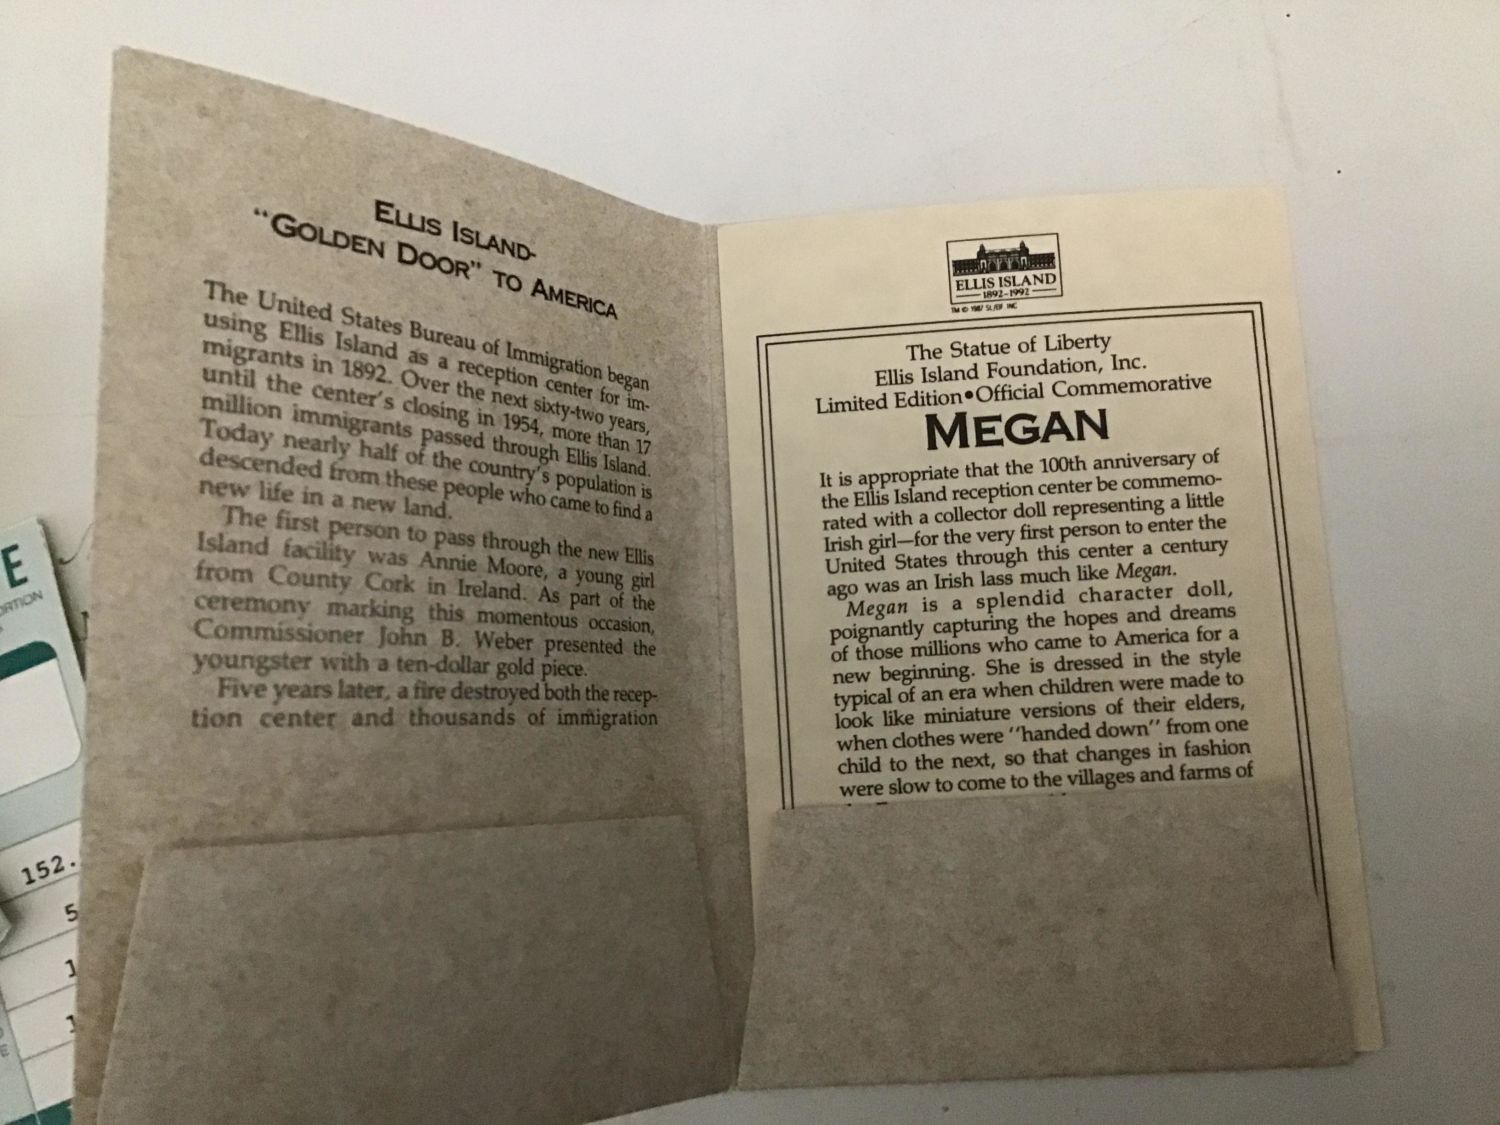 ELLIS ISLAND-
"GOLDEN DOOR" TO AMERICA
The United States Bureau of Immigration began
using Ellis Island as a reception center for im-
migrants in 1892. Over the next sixty-two years,
until the center's closing in 1954, more than 17
million immigrants passed through Ellis Island.
Today nearly half of the country's population is
descended from these people who came to find a
new life in a new land.
The first person to pass through the new Ellis
Island facility was Annie Moore, a young girl
from County Cork in Ireland. As part of the
ceremony marking this momentous occasion,
Commissioner John B. Weber presented the
youngster with a ten-dollar gold piece.
Five years later, a fire destroyed both the recep-
tion center and thousands of immigration
ELLIS ISLAND
1892-1992
TM © 1987 SL/EIF, INC
The Statue of Liberty
Ellis Island Foundation, Inc.
Limited Edition•Official Commemorative
MEGAN
It is appropriate that the 100th anniversary of
the Ellis Island reception center be commemo-
rated with a collector doll representing a little
Irish girl—for the very first person to enter the
United States through this center a century
ago was an Irish lass much like Megan.
Megan is a splendid character doll,
poignantly capturing the hopes and dreams
of those millions who came to America for a
new beginning. She is dressed in the style
typical of an era when children were made to
look like miniature versions of their elders,
when clothes were "handed down" from one
child to the next, so that changes in fashion
were slow to come to the villages and farms of
E
152.
5
1
1